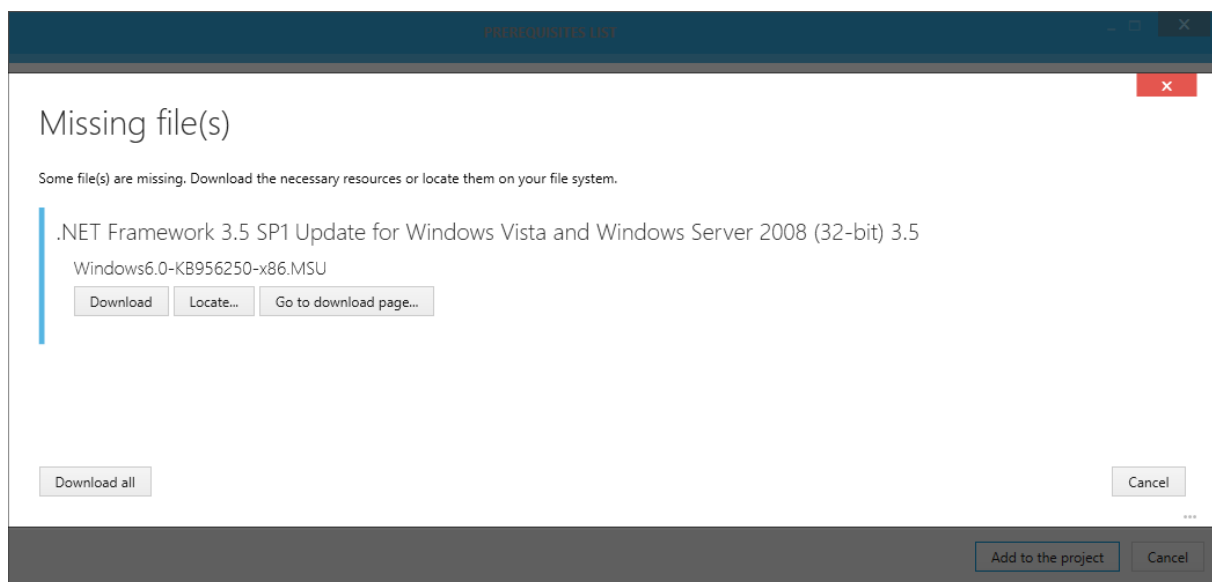 PREREQUISITES LIST
Missing file(s)
Some file(s) are missing. Download the necessary resources or locate them on your file system.
.NET Framework 3.5 SP1 Update for Windows Vista and Windows Server 2008 (32-bit) 3.5
Windows6.0-KB956250-x86.MSU
Download Locate... Go to download page...
Download all Cancel
Add to the project Cancel